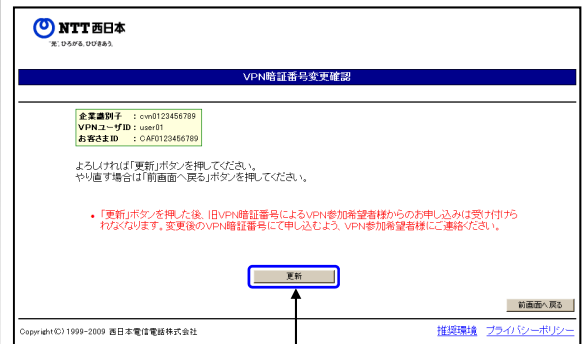 NTT西日本
光、ひろがる、ひびきあう。
VPN暗証番号変更確認
企業識別子 : cvn0123456789
VPNユーザID : user01
お客さまID : CAF0123456789
よろしければ「更新」ボタンを押してください。
やり直す場合は「前画面へ戻る」ボタンを押してください。
・「更新」ボタンを押した後、旧VPN暗証番号によるVPN参加希望者様からのお申し込みは受け付けら
れなくなります。変更後のVPN暗証番号にて申し込むよう、VPN参加希望者様にご連絡ください。
更新
前画面へ戻る
Copyright(C) 1999-2009 西日本電信電話株式会社
推奨環境 プライバシーポリシー